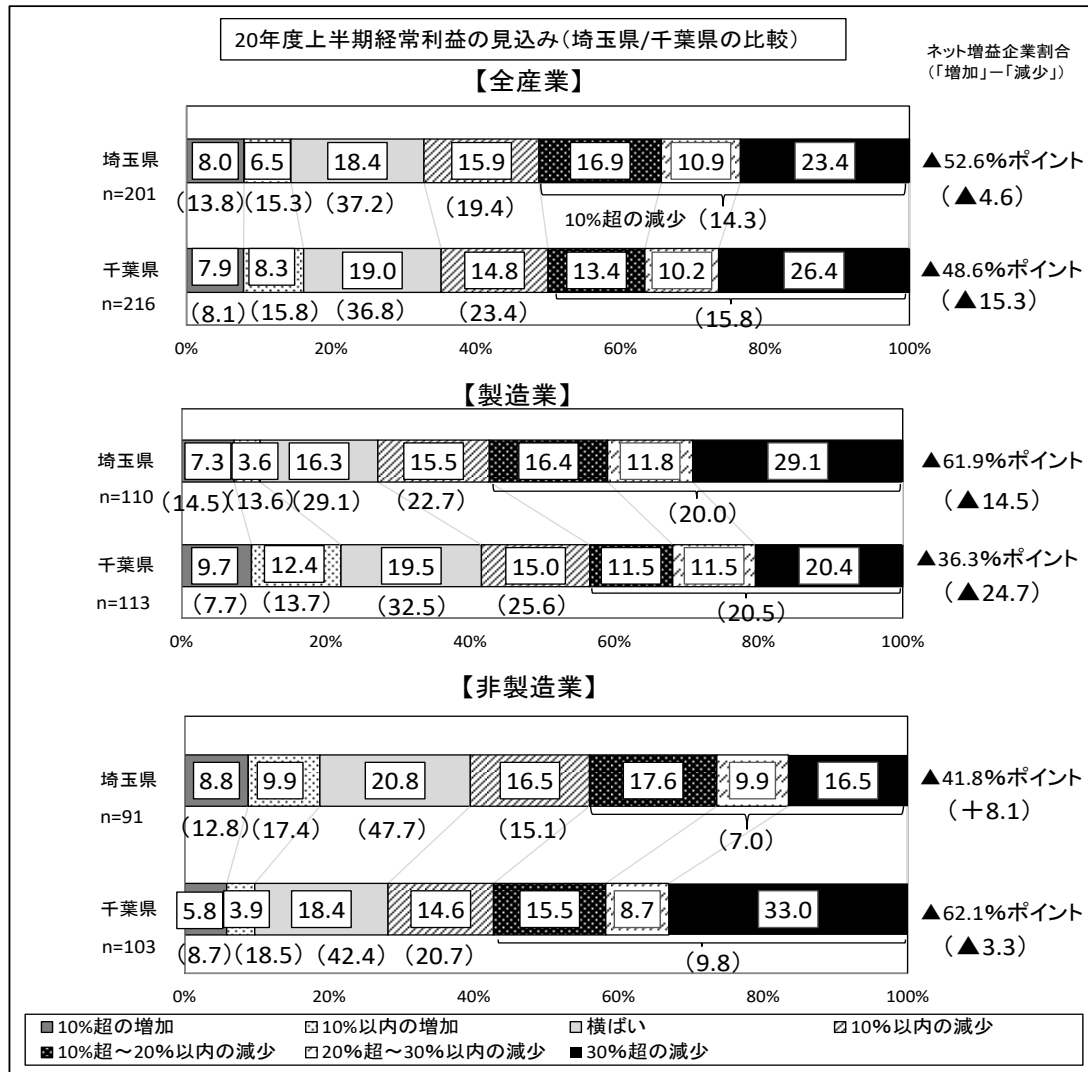 20年度上半期経常利益の見込み(埼玉県/千葉県の比較)
ネット増益企業割合
(「増加」－「減少」)
【全産業】
埼玉県 8.0 6.5 18.4 15.9 16.9 10.9 23.4 ▲52.6%ポイント
n=201 (13.8) (15.3) (37.2) (19.4) 10%超の減少 (14.3) (▲4.6)
千葉県 7.9 8.3 19.0 14.8 13.4 10.2 26.4 ▲48.6%ポイント
n=216 (8.1) (15.8) (36.8) (23.4) (15.8) (▲15.3)
0% 20% 40% 60% 80% 100%
【製造業】
埼玉県 7.3 3.6 16.3 15.5 16.4 11.8 29.1 ▲61.9%ポイント
n=110 (14.5) (13.6) (29.1) (22.7) (20.0) (▲14.5)
千葉県 9.7 12.4 19.5 15.0 11.5 11.5 20.4 ▲36.3%ポイント
n=113 (7.7) (13.7) (32.5) (25.6) (20.5) (▲24.7)
0% 20% 40% 60% 80% 100%
【非製造業】
埼玉県 8.8 9.9 20.8 16.5 17.6 9.9 16.5 ▲41.8%ポイント
n=91 (12.8) (17.4) (47.7) (15.1) (7.0) (＋8.1)
千葉県 5.8 3.9 18.4 14.6 15.5 8.7 33.0 ▲62.1%ポイント
n=103 (8.7) (18.5) (42.4) (20.7) (9.8) (▲3.3)
0% 20% 40% 60% 80% 100%
10%超の増加 10%以内の増加 横ばい 10%以内の減少
10%超～20%以内の減少 20%超～30%以内の減少 30%超の減少